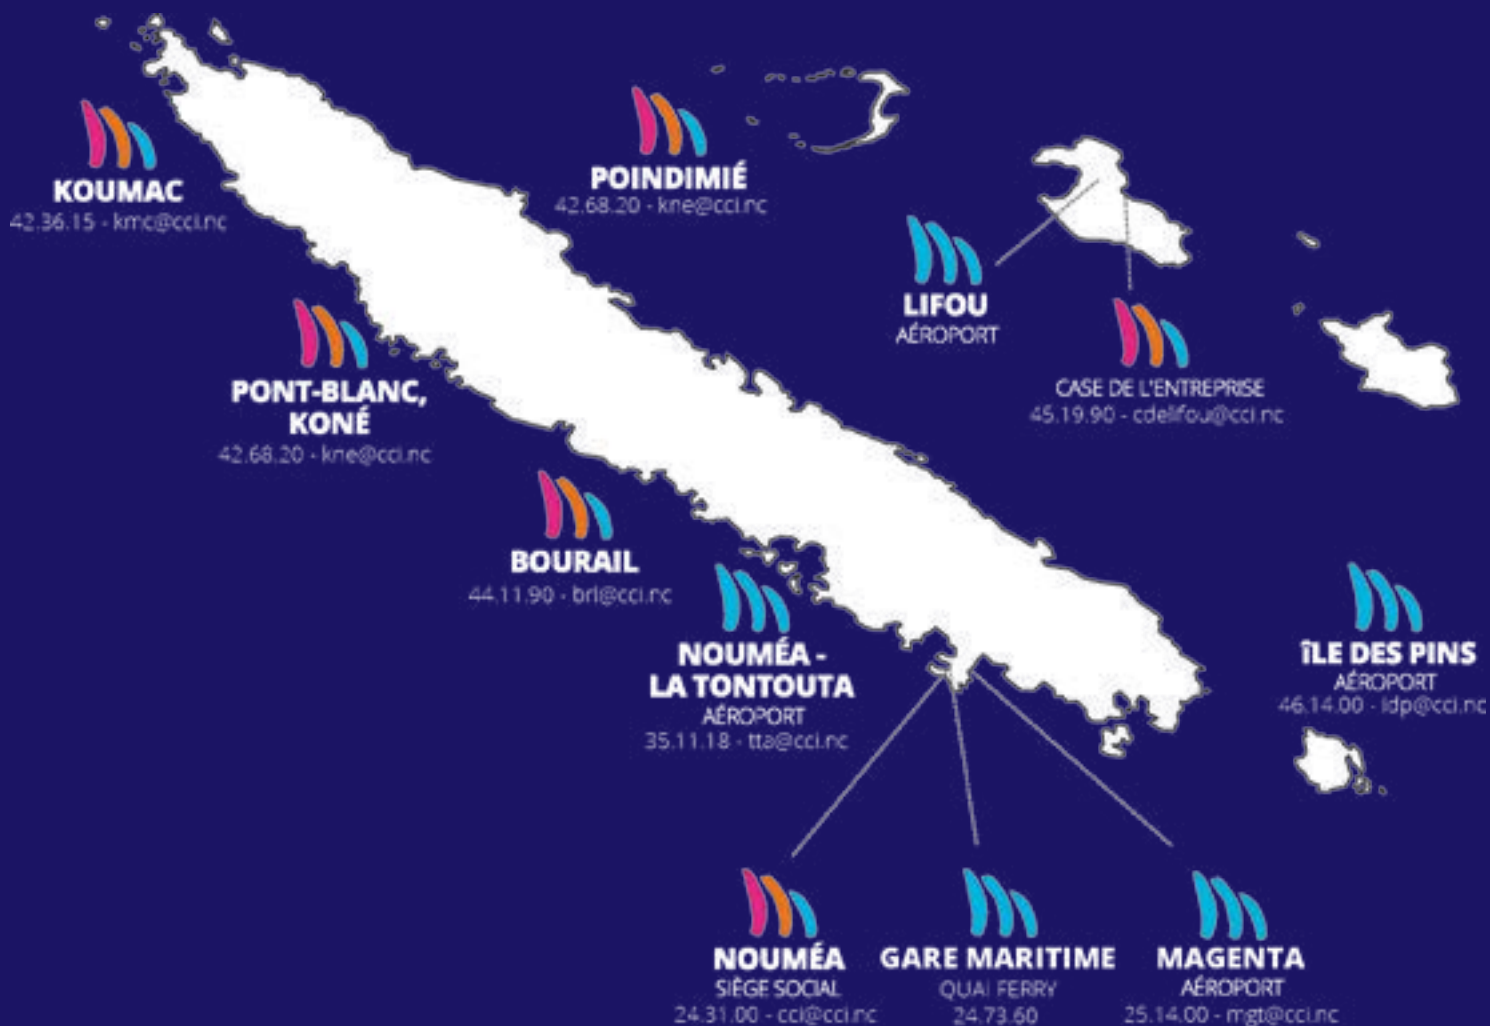 KOUMAC
42.36.15 - kmc@cci.nc
POINDIMIÉ
42.68.20 - kne@cci.nc
LIFOU
AÉROPORT
CASE DE L'ENTREPRISE
45.19.90 - cdelifou@cci.nc
PONT-BLANC,
KONÉ
42.68.20 - kne@cci.nc
BOURAIL
44.11.90 - brl@cci.nc
NOUMÉA -
LA TONTOUTA
AÉROPORT
35.11.18 - tta@cci.nc
îLE DES PINS
AÉROPORT
46.14.00 - idp@cci.nc
NOUMÉA
SIÈGE SOCIAL
24.31.00 - cci@cci.nc
GARE MARITIME
QUAI FERRY
24.73.60
MAGENTA
AÉROPORT
25.14.00 - mgt@cci.nc